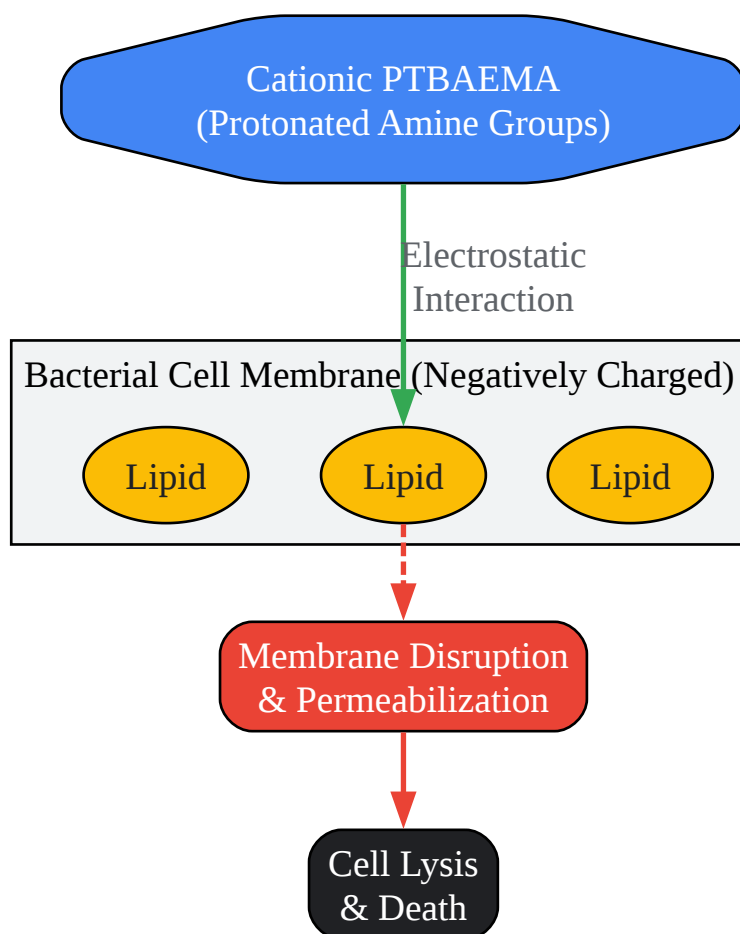 Cationic PTBAEMA
(Protonated Amine Groups)
Electrostatic
Interaction
Bacterial Cell Membrane (Negatively Charged)
Lipid
Lipid
Lipid
Membrane Disruption
& Permeabilization
Cell Lysis
& Death